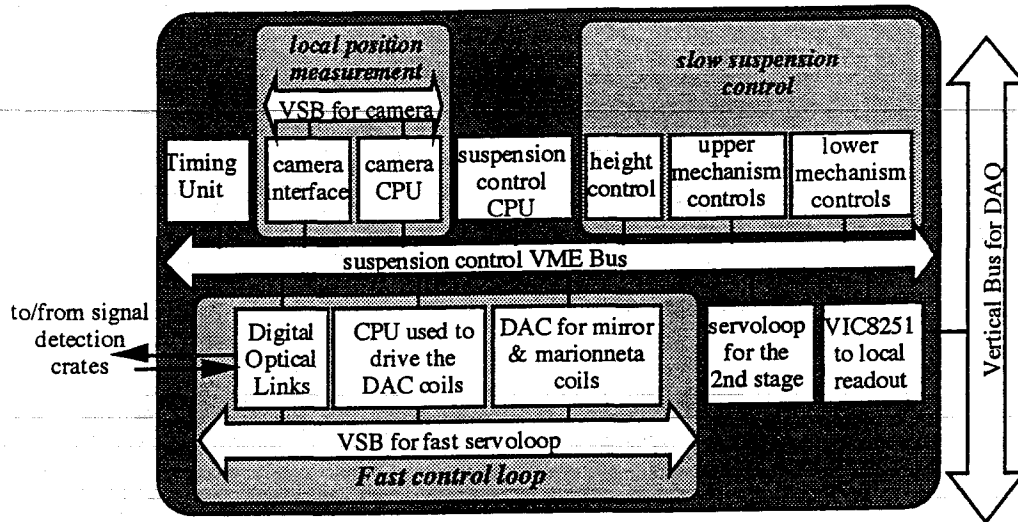 local position
measurement
VSB for camera
slow suspension
control
Timing
Unit
camera
interface
camera
CPU
suspension
control
CPU
height
control
upper
mechanism
controls
lower
mechanism
controls
suspension control VME Bus
to/from signal
detection
crates
Digital
Optical
Links
CPU used to
drive the
DAC coils
DAC for mirror
& marionneta
coils
servoloop
for the
2nd stage
VIC8251
to local
readout
VSB for fast servoloop
Fast control loop
Vertical Bus for DAQ